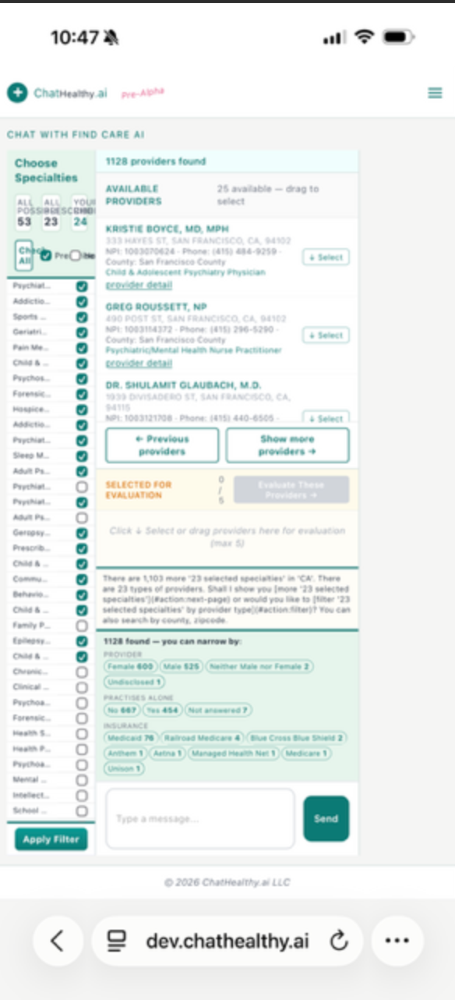 10:47
ChatHealthy.ai Pre-Alpha
CHAT WITH FIND CARE AI
Choose
Specialties
ALL
POSSIBLE
53
ALL
PRESCRIB
23
YOUR
24
Check
All
Pre
1128 providers found
AVAILABLE
PROVIDERS
25 available — drag to
select
KRISTIE BOYCE, MD, MPH
333 HAYES ST, SAN FRANCISCO, CA, 94102
NPI: 1003070624 · Phone: (415) 484-9259 ·
County: San Francisco County
Child & Adolescent Psychiatry Physician
provider detail
↓ Select
GREG ROUSSETT, NP
490 POST ST, SAN FRANCISCO, CA, 94102
NPI: 1003114372 · Phone: (415) 296-5290 ·
County: San Francisco County
Psychiatric/Mental Health Nurse Practitioner
provider detail
↓ Select
DR. SHULAMIT GLAUBACH, M.D.
1939 DIVISADERO ST, SAN FRANCISCO, CA,
94115
NPI: 1003121708 · Phone: (415) 440-6505 ·
↓ Select
← Previous
providers
Show more
providers →
SELECTED FOR
EVALUATION
0
/
5
Evaluate These
Providers →
Click ↓ Select or drag providers here for evaluation
(max 5)
There are 1,103 more '23 selected specialties' in 'CA'. There
are 23 types of providers. Shall I show you [more '23 selected
specialties'](#action:next-page) or would you like to [filter '23
selected specialties' by provider type](#action:filter)? You can
also search by county, zipcode.
1128 found — you can narrow by:
PROVIDER
Female 600 Male 525 Neither Male nor Female 2
Undisclosed 1
PRACTISES ALONE
No 667 Yes 454 Not answered 7
INSURANCE
Medicaid 76 Railroad Medicare 4 Blue Cross Blue Shield 2
Anthem 1 Aetna 1 Managed Health Net 1 Medicare 1
Unison 1
Type a message...
Send
Psychiat...
Addictio...
Sports ...
Geriatri...
Pain Me...
Child & ...
Psychos...
Forensic...
Hospice...
Addictio...
Psychiat...
Sleep M...
Adult Ps...
Psychiat...
Psychiat...
Adult Ps...
Geropsy...
Prescrib...
Child & ...
Commu...
Behavio...
Child & ...
Family P...
Epilepsy...
Child & ...
Chronic...
Clinical ...
Psychoa...
Forensic...
Health S...
Health P...
Psychoa...
Mental ...
Intellect...
School ...
Apply Filter
© 2026 ChatHealthy.ai LLC
dev.chathealthy.ai